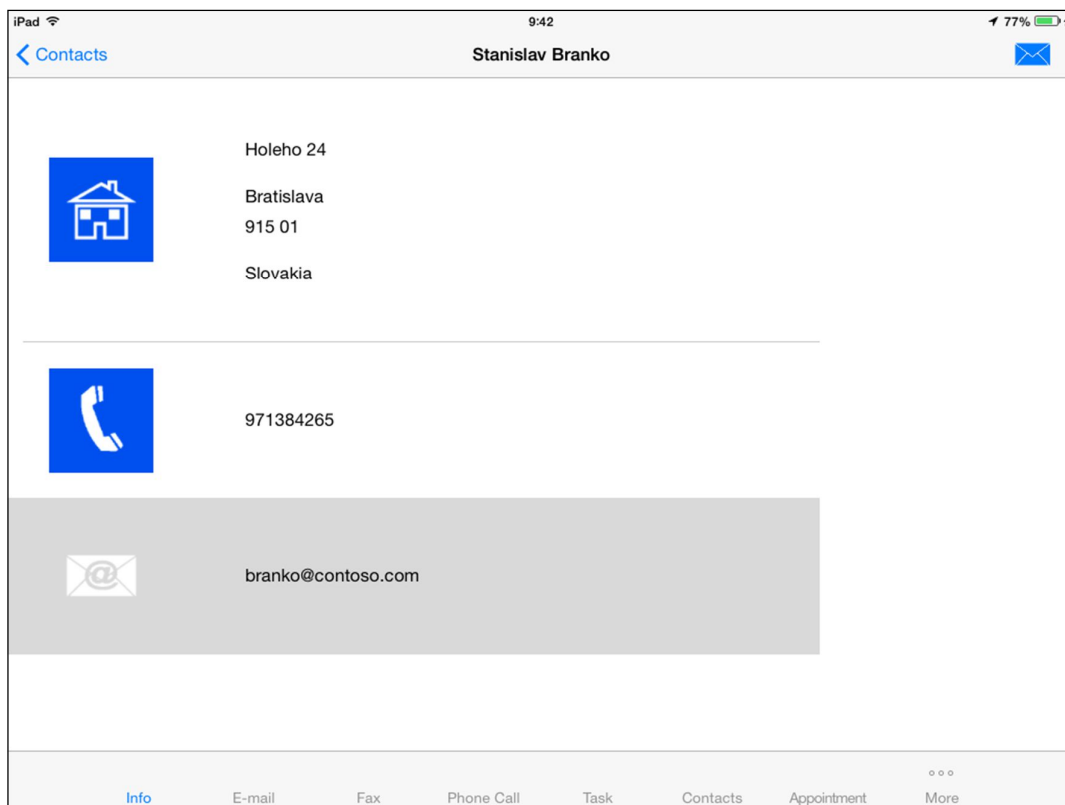 iPad 9:42 77%
Contacts Stanislav Branko
Holeho 24
Bratislava
915 01
Slovakia
971384265
@
branko@contoso.com
Info E-mail Fax Phone Call Task Contacts Appointment More